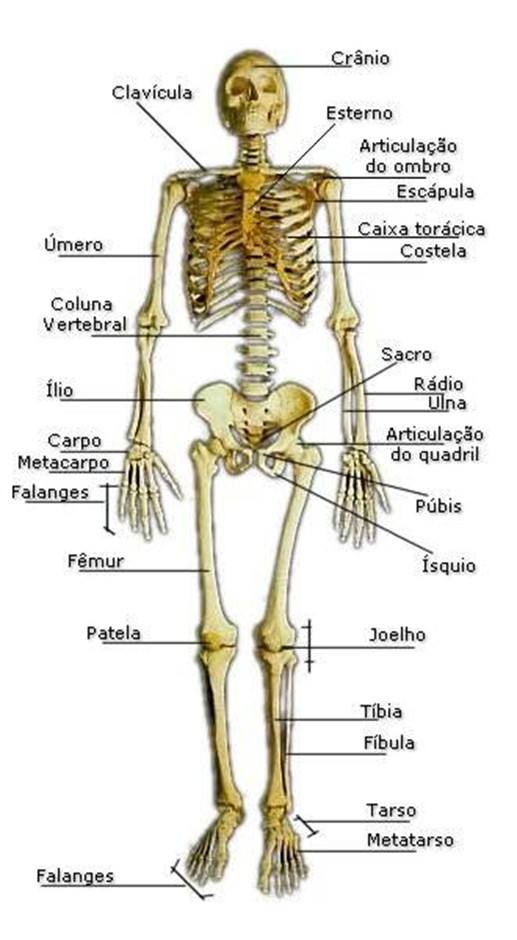 Crânio
Clavícula
Esterno
Articulação
do ombro
Escápula
Caixa torácica
Costela
Úmero
Coluna
Vertebral
Sacro
Rádio
Ulna
Ílio
Articulação
do quadril
Carpo
Metacarpo
Falanges
Púbis
Ísquio
Fêmur
Patela
Joelho
Tíbia
Fíbula
Tarso
Metatarso
Falanges